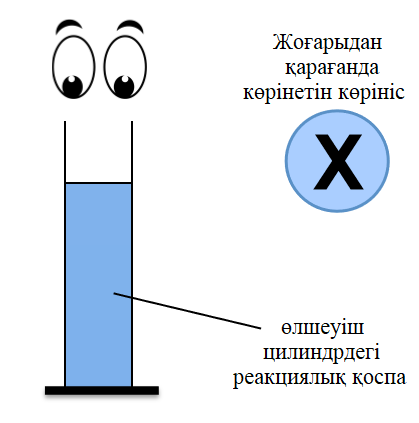 Жоғарыдан
қарағанда
көрінетін көрініс
X
өлшеуіш
цилиндрдегі
реакциялық қоспа